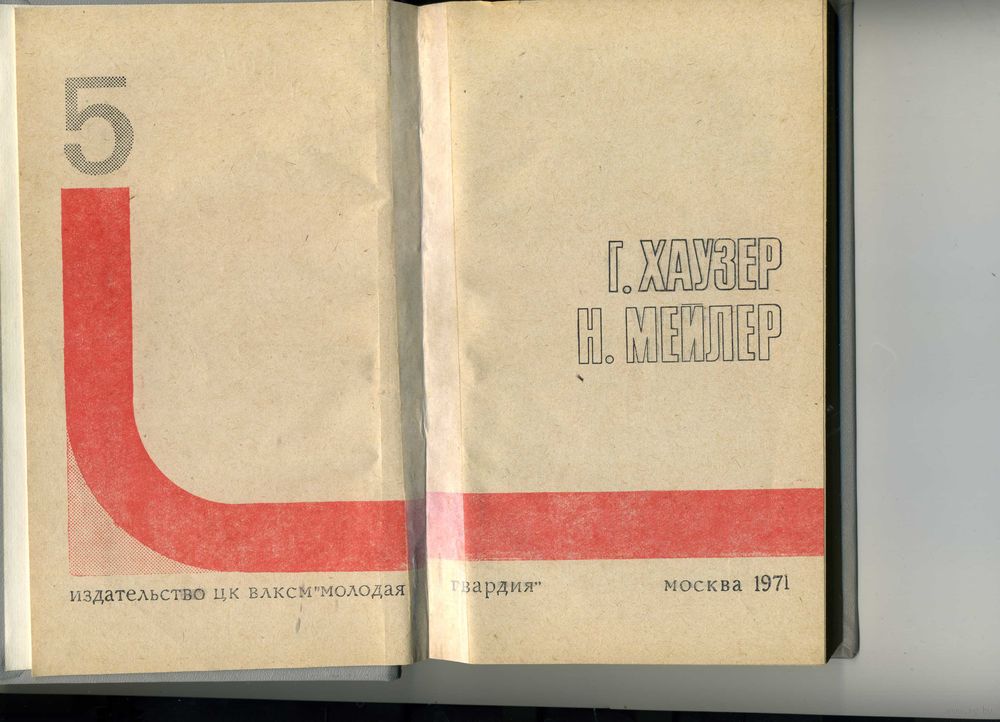 5
Г. ХАУЗЕР
Н. МЕЙЛЕР
ИЗДАТЕЛЬСТВО ЦК ВЛКСМ "МОЛОДАЯ ГВАРДИЯ" МОСКВА 1971